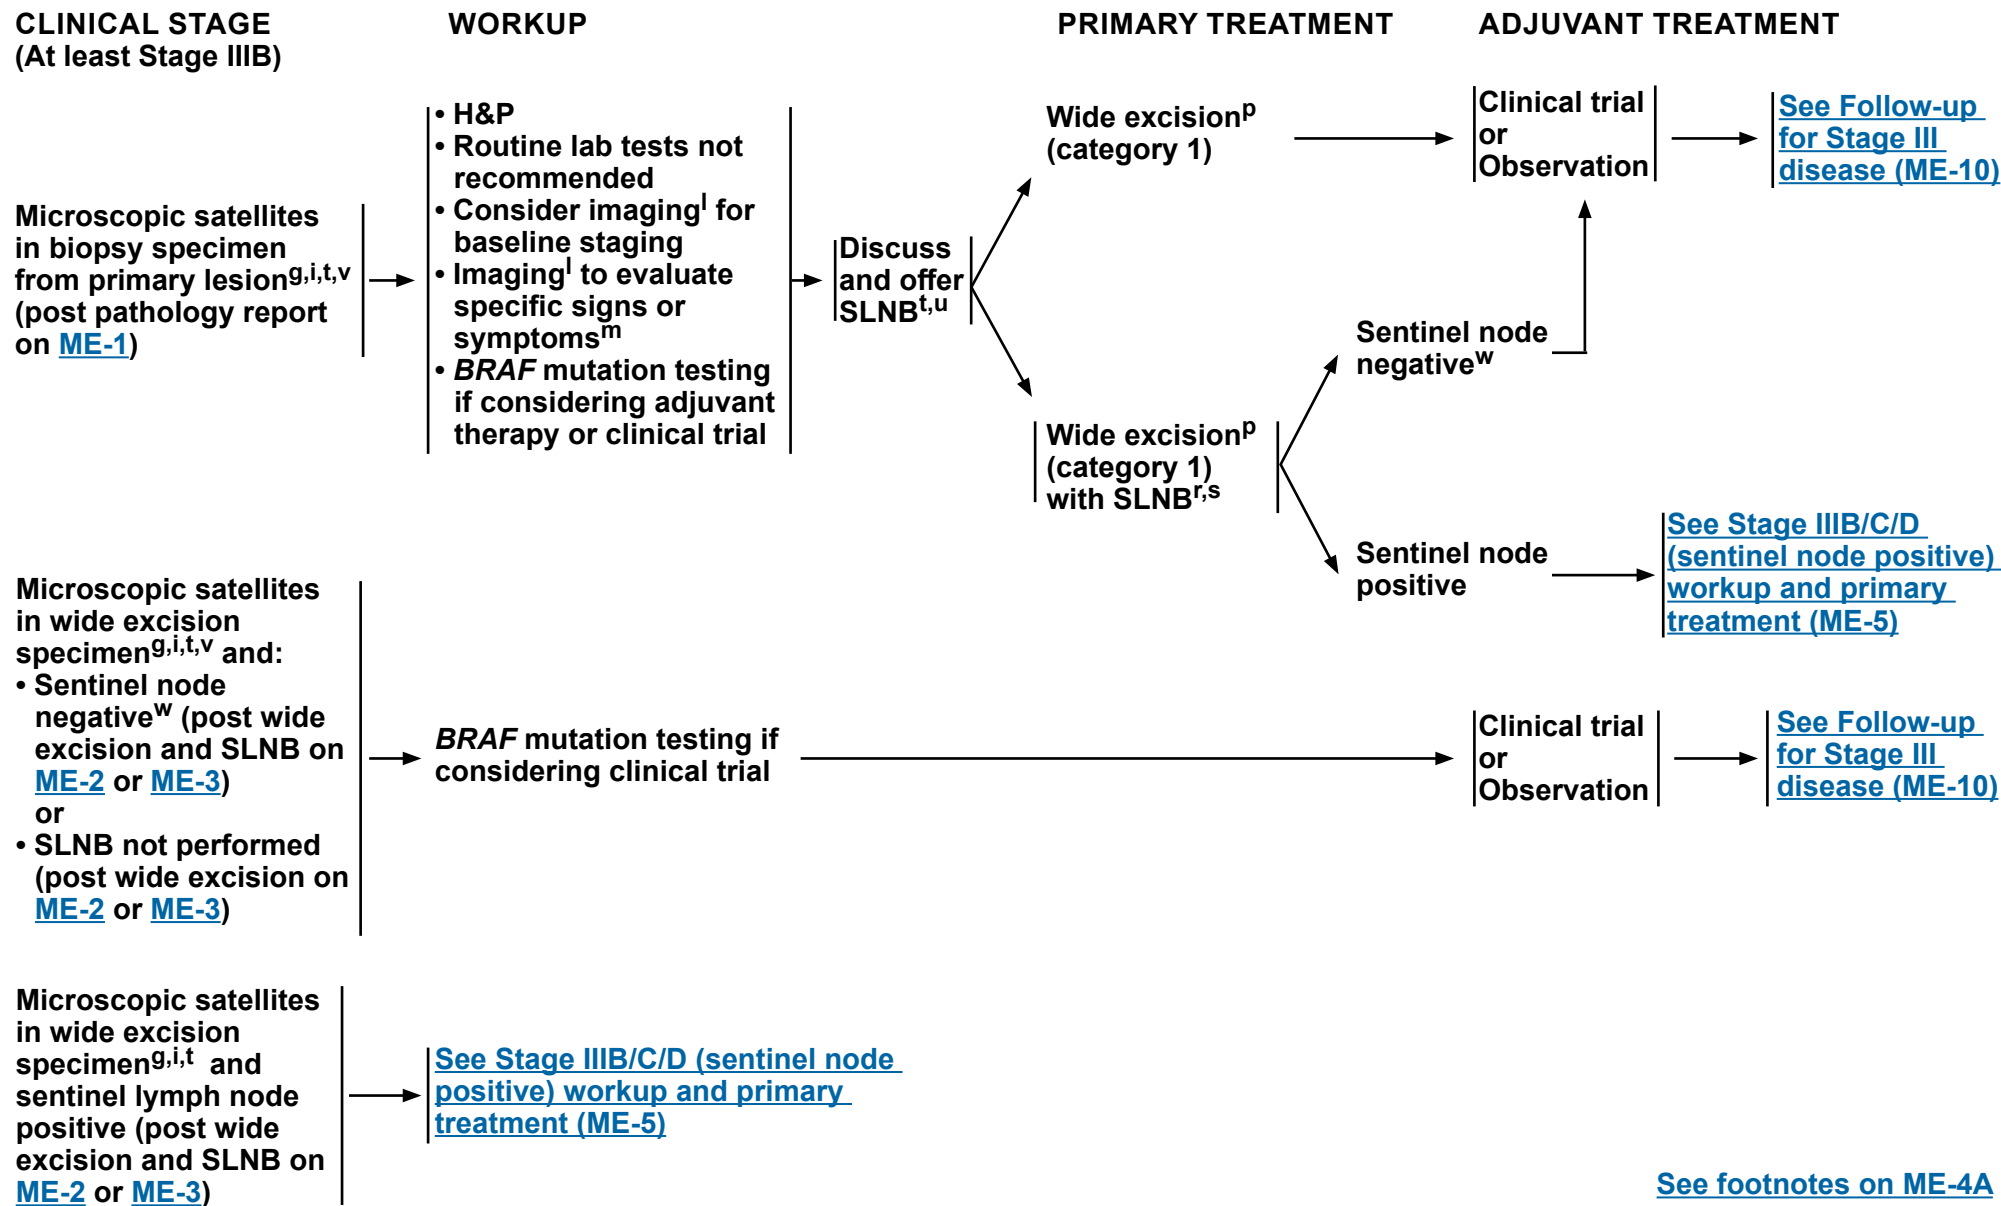 CLINICAL STAGE
(At least Stage IIIB)
WORKUP
PRIMARY TREATMENT
ADJUVANT TREATMENT
Microscopic satellites
in biopsy specimen
from primary lesiong,i,t,v
(post pathology report
on ME-1)
• H&P
• Routine lab tests not
recommended
• Consider imagingl for
baseline staging
• Imagingl to evaluate
specific signs or
symptomsm
• BRAF mutation testing
if considering adjuvant
therapy or clinical trial
Discuss
and offer
SLNBt,u
Wide excisionp
(category 1)
Clinical trial
or
Observation
See Follow-up
for Stage III
disease (ME-10)
Wide excisionp
(category 1)
with SLNBr,s
Sentinel node
negativew
Sentinel node
positive
See Stage IIIB/C/D
(sentinel node positive)
workup and primary
treatment (ME-5)
Microscopic satellites
in wide excision
specimeng,i,t,v and:
• Sentinel node
negativew (post wide
excision and SLNB on
ME-2 or ME-3)
or
• SLNB not performed
(post wide excision on
ME-2 or ME-3)
BRAF mutation testing if
considering clinical trial
Clinical trial
or
Observation
See Follow-up
for Stage III
disease (ME-10)
Microscopic satellites
in wide excision
specimeng,i,t and
sentinel lymph node
positive (post wide
excision and SLNB on
ME-2 or ME-3)
See Stage IIIB/C/D (sentinel node
positive) workup and primary
treatment (ME-5)
See footnotes on ME-4A